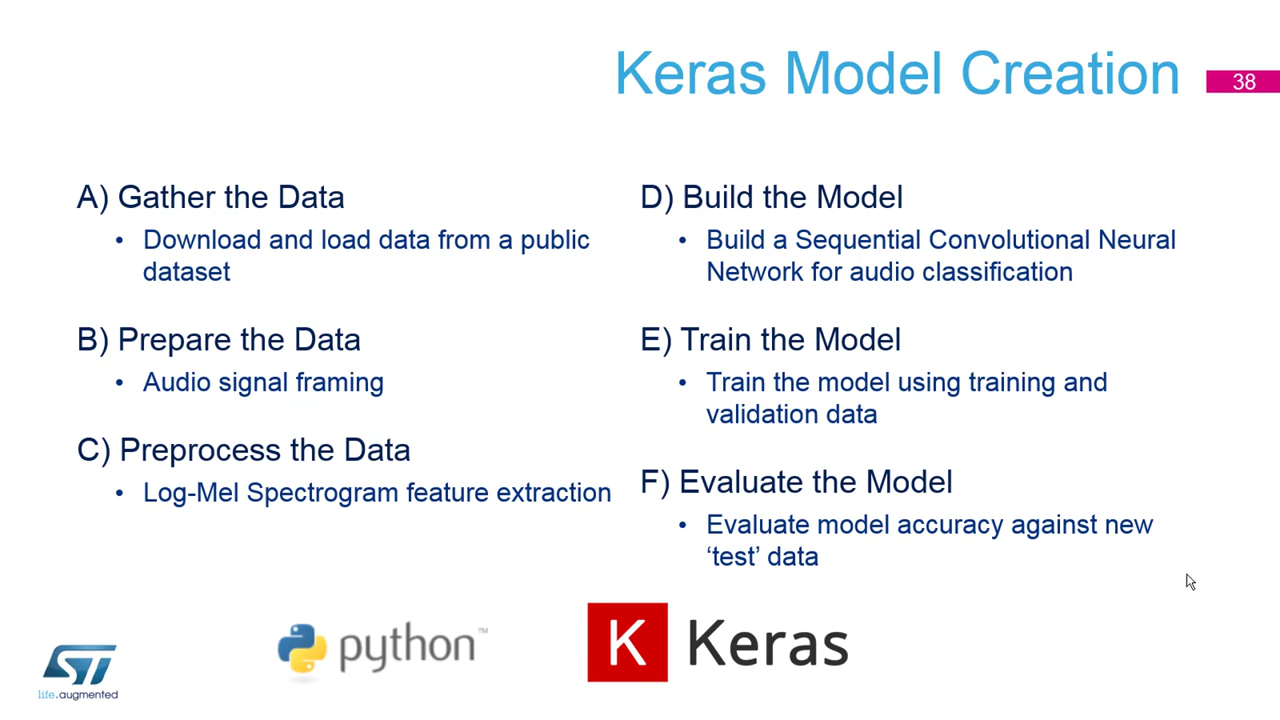 Keras Model Creation
38
A) Gather the Data
• Download and load data from a public
dataset
B) Prepare the Data
• Audio signal framing
C) Preprocess the Data
• Log-Mel Spectrogram feature extraction
D) Build the Model
• Build a Sequential Convolutional Neural
Network for audio classification
E) Train the Model
• Train the model using training and
validation data
F) Evaluate the Model
• Evaluate model accuracy against new
‘test’ data
ST
life.augmented
python™
K Keras